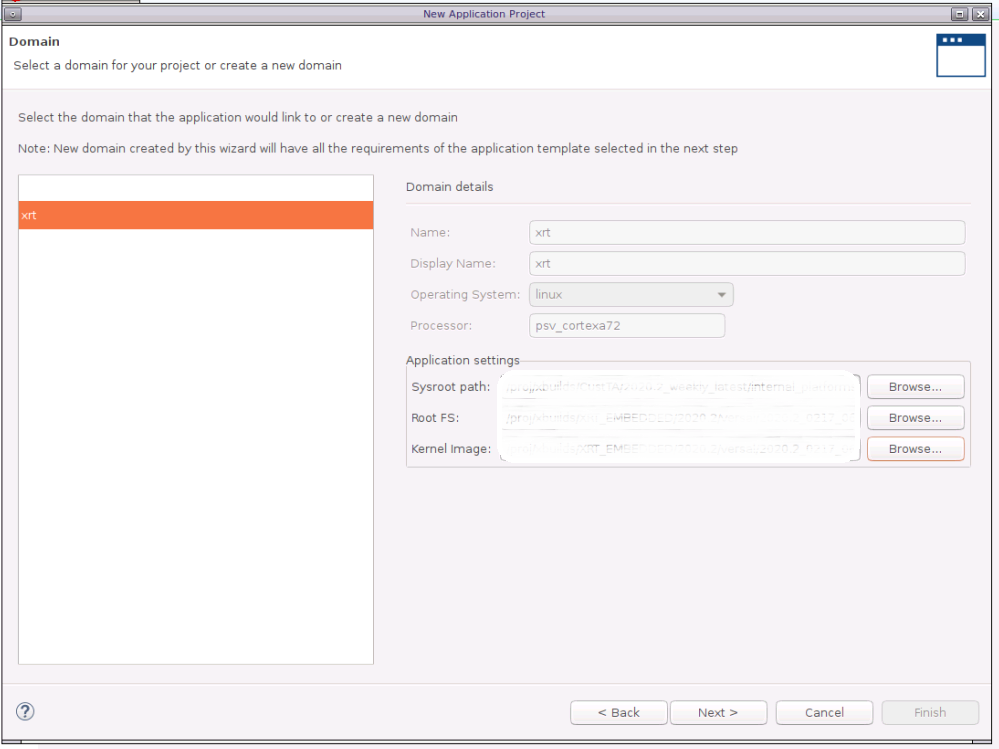 New Application Project
Domain
Select a domain for your project or create a new domain
Select the domain that the application would link to or create a new domain
Note: New domain created by this wizard will have all the requirements of the application template selected in the next step
xrt
Domain details
Name: xrt
Display Name: xrt
Operating System: linux
Processor: psv_cortexa72
Application settings
Sysroot path: Browse...
Root FS: Browse...
Kernel Image: Browse...
? < Back Next > Cancel Finish